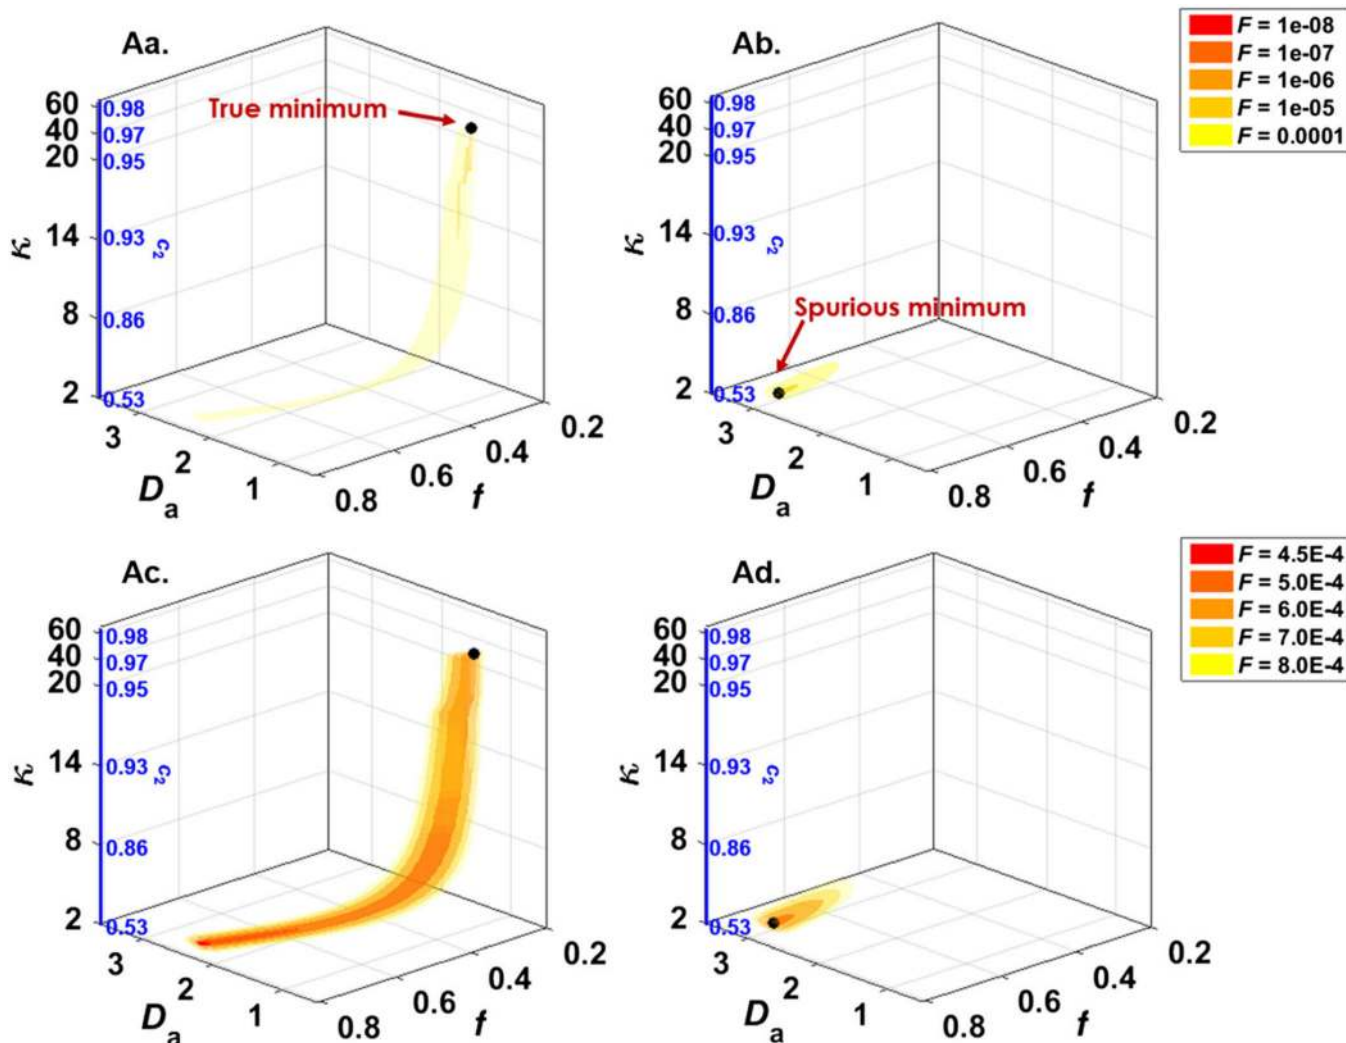 Aa.
True minimum
60
40
20
14
8
2
κ
0.98
0.97
0.95
0.93
0.86
0.53
c2
3
2
1
Da
0.8
0.6
0.4
0.2
f
Ab.
Spurious minimum
60
40
20
14
8
2
κ
0.98
0.97
0.95
0.93
0.86
0.53
c2
3
2
1
Da
0.8
0.6
0.4
0.2
f
F = 1e-08
F = 1e-07
F = 1e-06
F = 1e-05
F = 0.0001
Ac.
60
40
20
14
8
2
κ
0.98
0.97
0.95
0.93
0.86
0.53
c2
3
2
1
Da
0.8
0.6
0.4
0.2
f
Ad.
60
40
20
14
8
2
κ
0.98
0.97
0.95
0.93
0.86
0.53
c2
3
2
1
Da
0.8
0.6
0.4
0.2
f
F = 4.5E-4
F = 5.0E-4
F = 6.0E-4
F = 7.0E-4
F = 8.0E-4